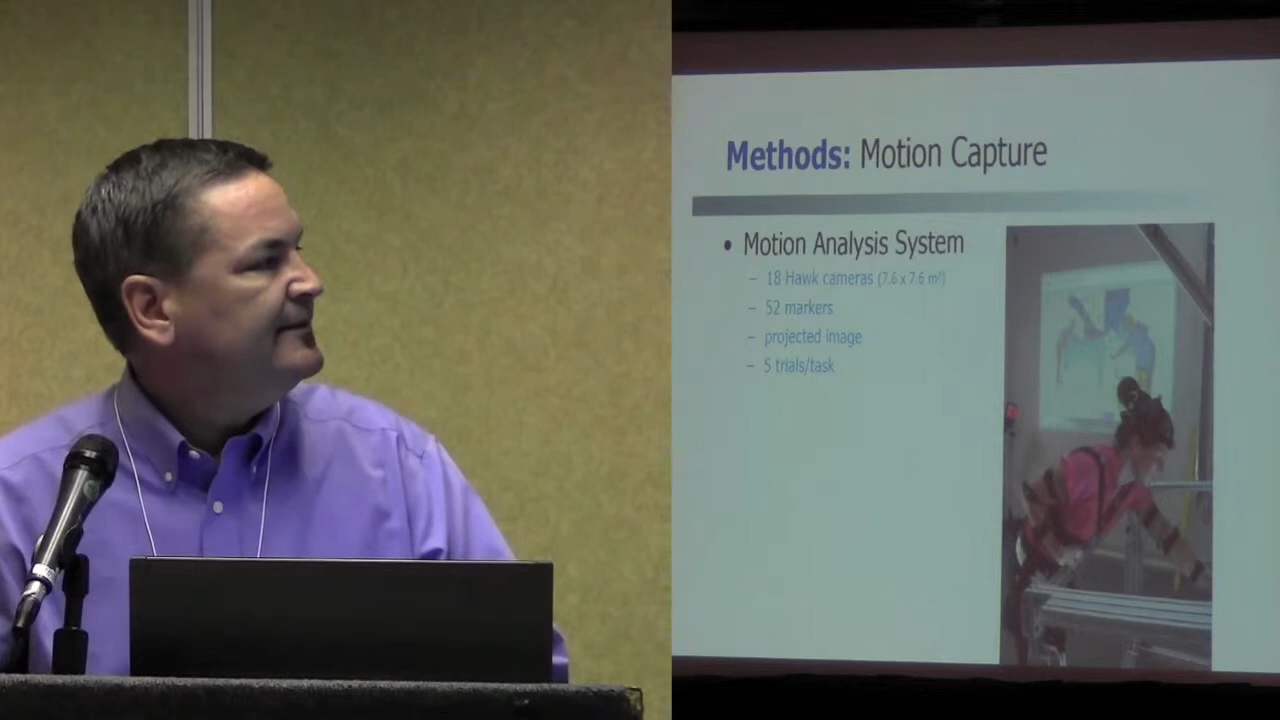 Methods: Motion Capture
• Motion Analysis System
– 18 Hawk cameras (7.6 x 7.6 m²)
– 52 markers
– projected image
– 5 trials/task